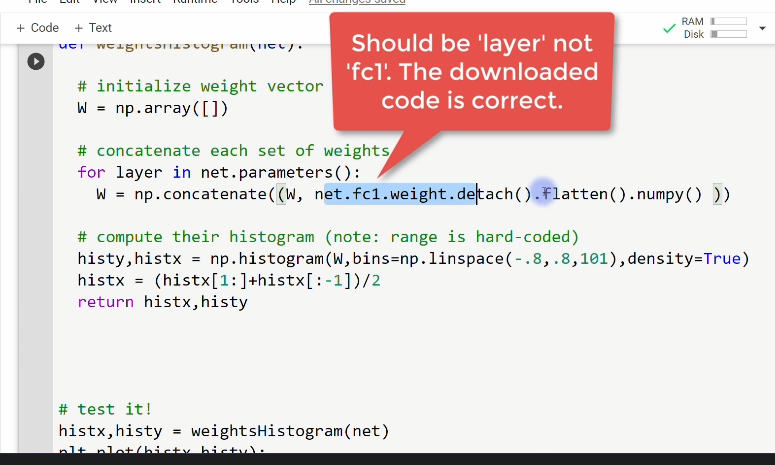 File Edit View Insert Runtime Tools Help All changes saved
+ Code + Text
RAM
Disk
Should be 'layer' not
'fc1'. The downloaded
code is correct.
def weightsHistogram(net):
# initialize weight vector
W = np.array([])
# concatenate each set of weights
for layer in net.parameters():
W = np.concatenate((W, net.fc1.weight.detach().flatten().numpy() ))
# compute their histogram (note: range is hard-coded)
histy,histx = np.histogram(W,bins=np.linspace(-.8,.8,101),density=True)
histx = (histx[1:]+histx[:-1])/2
return histx,histy
# test it!
histx,histy = weightsHistogram(net)
plt.plot(histx,histy);